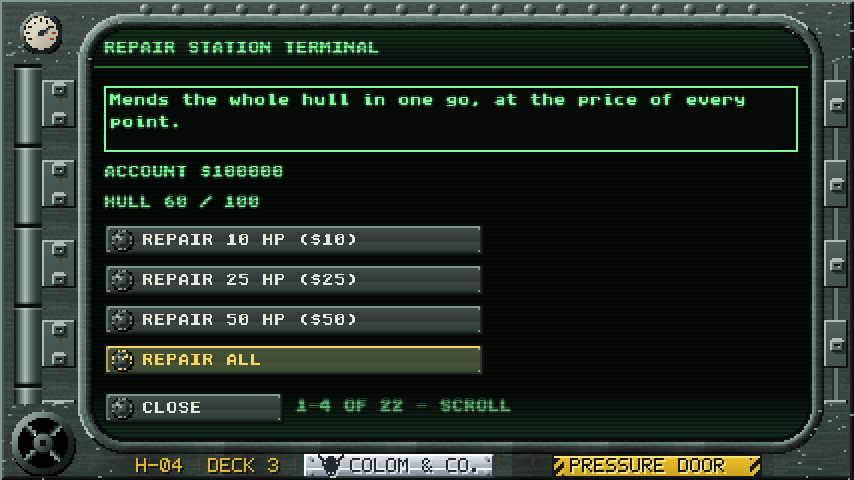 REPAIR STATION TERMINAL
Mends the whole hull in one go, at the price of every
point.
ACCOUNT $100000
HULL 60 / 100
REPAIR 10 HP ($10)
REPAIR 25 HP ($25)
REPAIR 50 HP ($50)
REPAIR ALL
CLOSE
1-4 OF 22 - SCROLL
H-04 DECK 3 COLOM & CO. PRESSURE DOOR